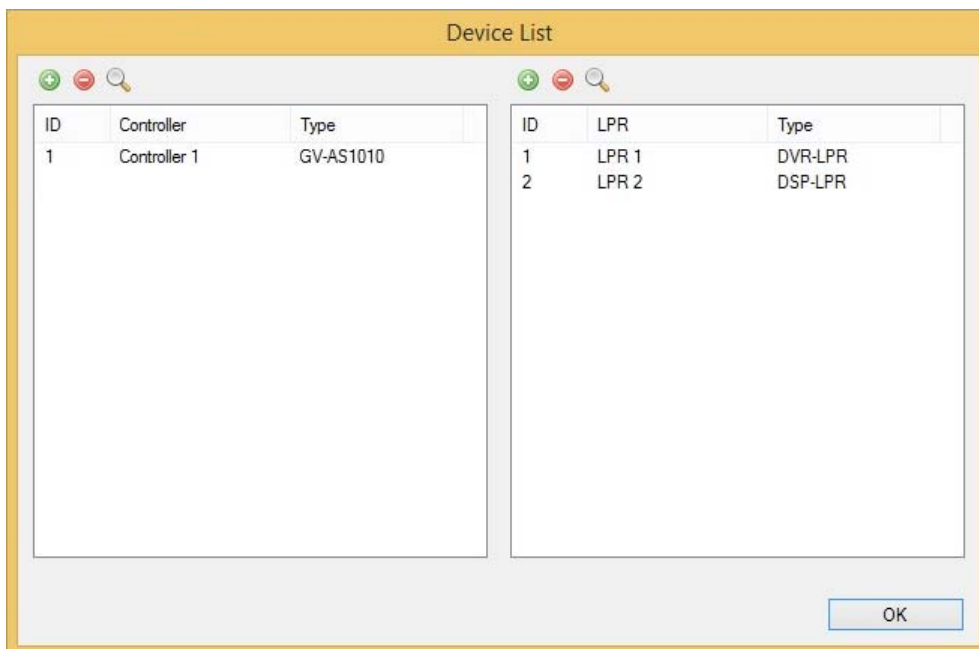 Device List
ID Controller Type
1 Controller 1 GV-AS1010
ID LPR Type
1 LPR 1 DVR-LPR
2 LPR 2 DSP-LPR
OK